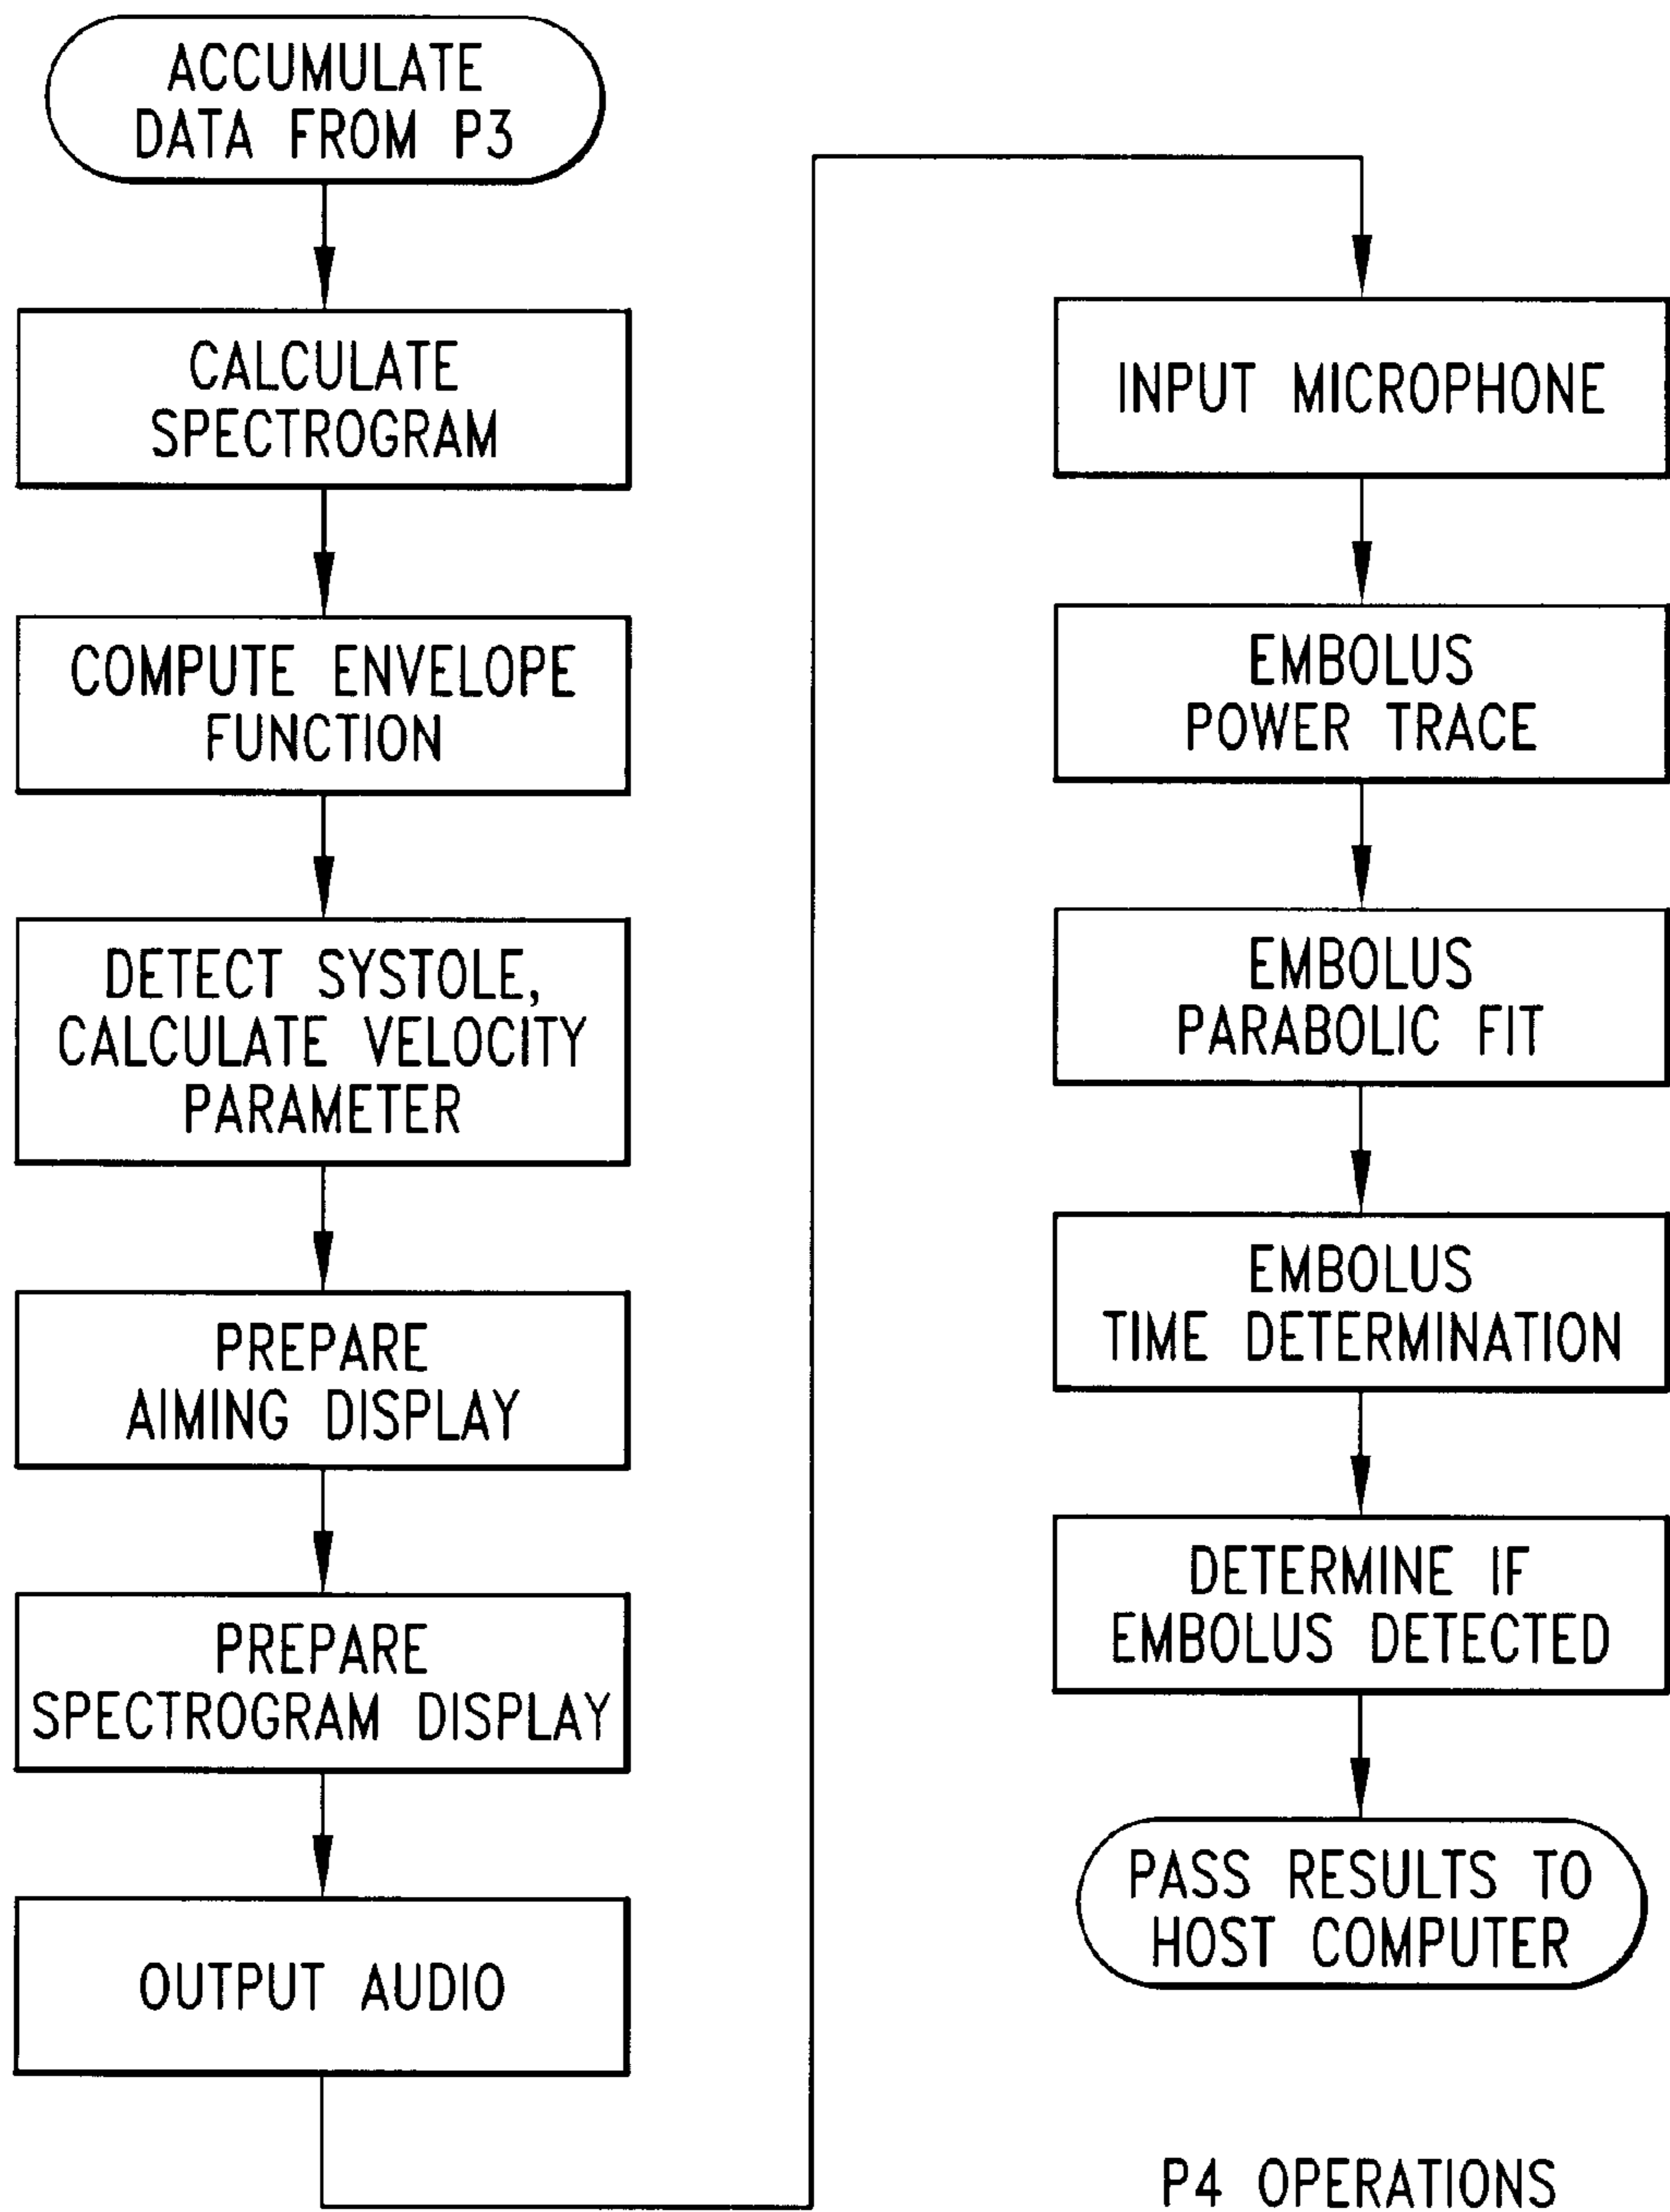 ACCUMULATE
DATA FROM P3
CALCULATE
SPECTROGRAM
COMPUTE ENVELOPE
FUNCTION
DETECT SYSTOLE,
CALCULATE VELOCITY
PARAMETER
PREPARE
AIMING DISPLAY
PREPARE
SPECTROGRAM DISPLAY
OUTPUT AUDIO
INPUT MICROPHONE
EMBOLUS
POWER TRACE
EMBOLUS
PARABOLIC FIT
EMBOLUS
TIME DETERMINATION
DETERMINE IF
EMBOLUS DETECTED
PASS RESULTS TO
HOST COMPUTER
P4 OPERATIONS